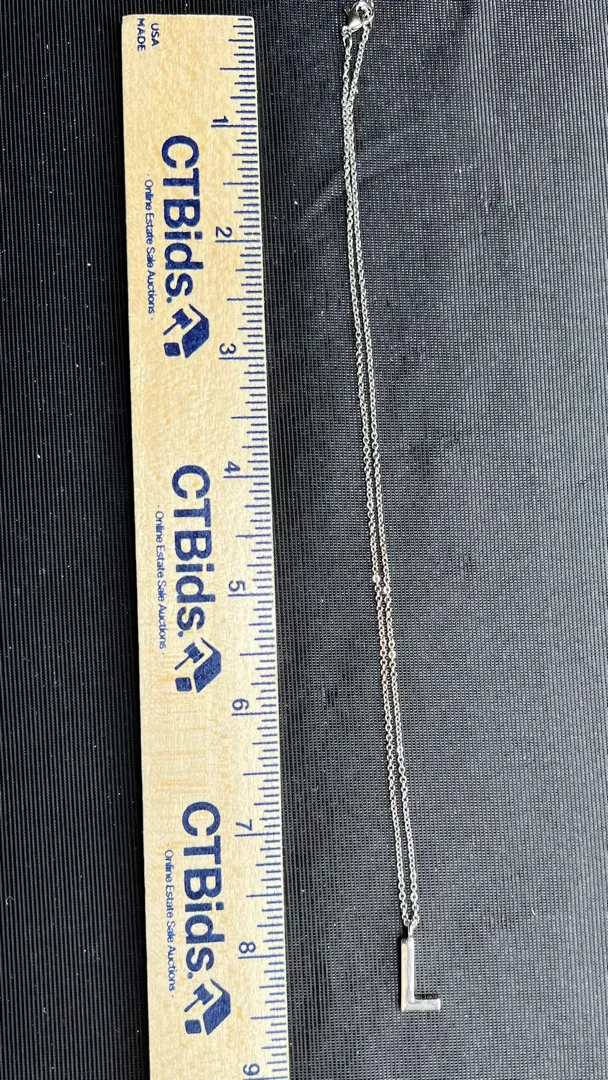 MADE
USA
1
CTBids.
· Online Estate Sale Auctions ·
2
3
4
CTBids.
· Online Estate Sale Auctions ·
5
6
7
CTBids®
· Online Estate Sale Auctions ·
8
9
L